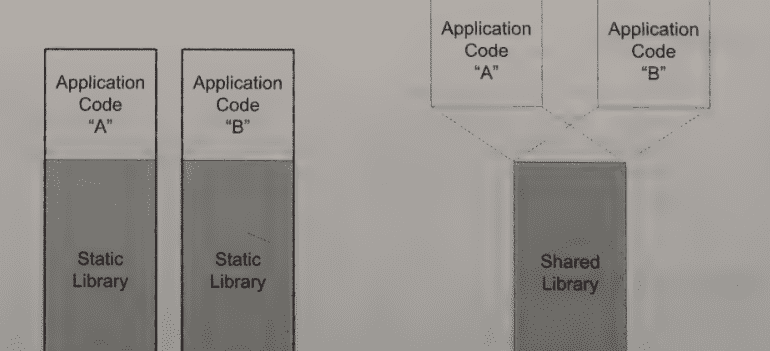 Application
Code
“A”
Application
Code
“B”
Application
Code
“A”
Application
Code
“B”
Static
Library
Static
Library
Shared
Library